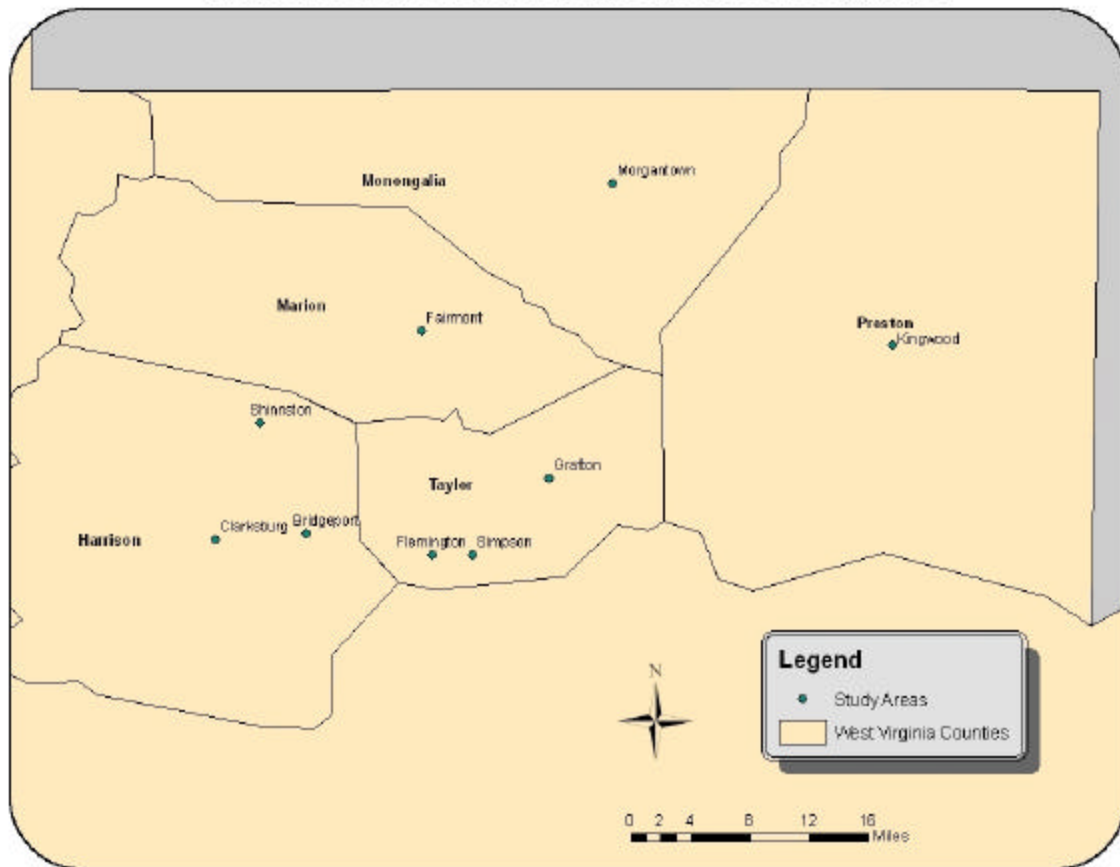 Morgantown
Monongalia
Marion
Fairmont
Preston
Kingwood
Shinnston
Grafton
Taylor
Clarksburg
Bridgeport
Harrison
Flemington
Simpson
Legend
Study Areas
West Virginia Counties
N
0 2 4 8 12 16
Miles